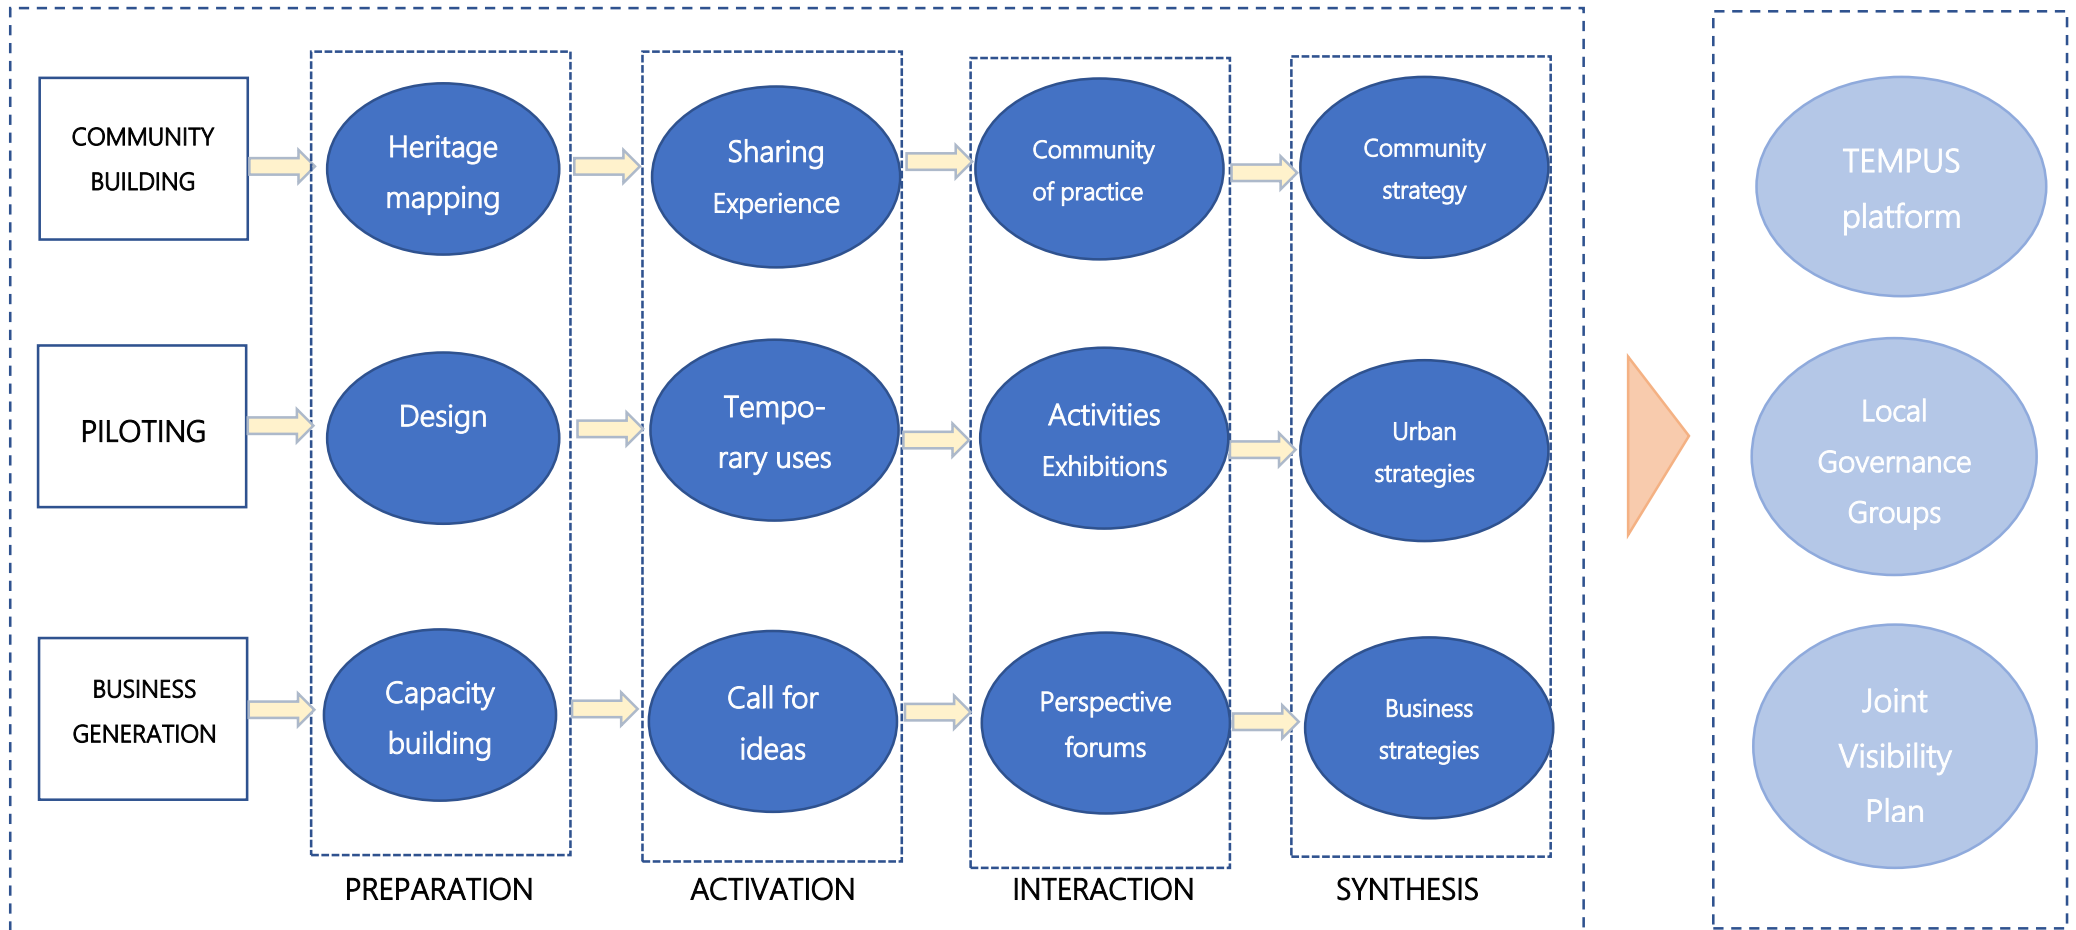 COMMUNITY
BUILDING
Heritage
mapping
Sharing
Experience
Community
of practice
Community
strategy
TEMPUS
platform
PILOTING
Design
Tempo-
rary uses
Activities
Exhibitions
Urban
strategies
Local
Governance
Groups
BUSINESS
GENERATION
Capacity
building
Call for
ideas
Perspective
forums
Business
strategies
Joint
Visibility
Plan
PREPARATION
ACTIVATION
INTERACTION
SYNTHESIS